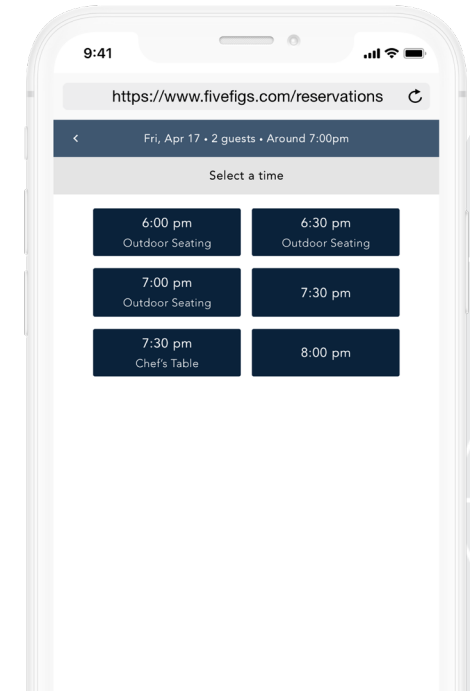 9:41
https://www.fivefigs.com/reservations
Fri, Apr 17 • 2 guests • Around 7:00pm
Select a time
6:00 pm
Outdoor Seating
6:30 pm
Outdoor Seating
7:00 pm
Outdoor Seating
7:30 pm
7:30 pm
Chef's Table
8:00 pm